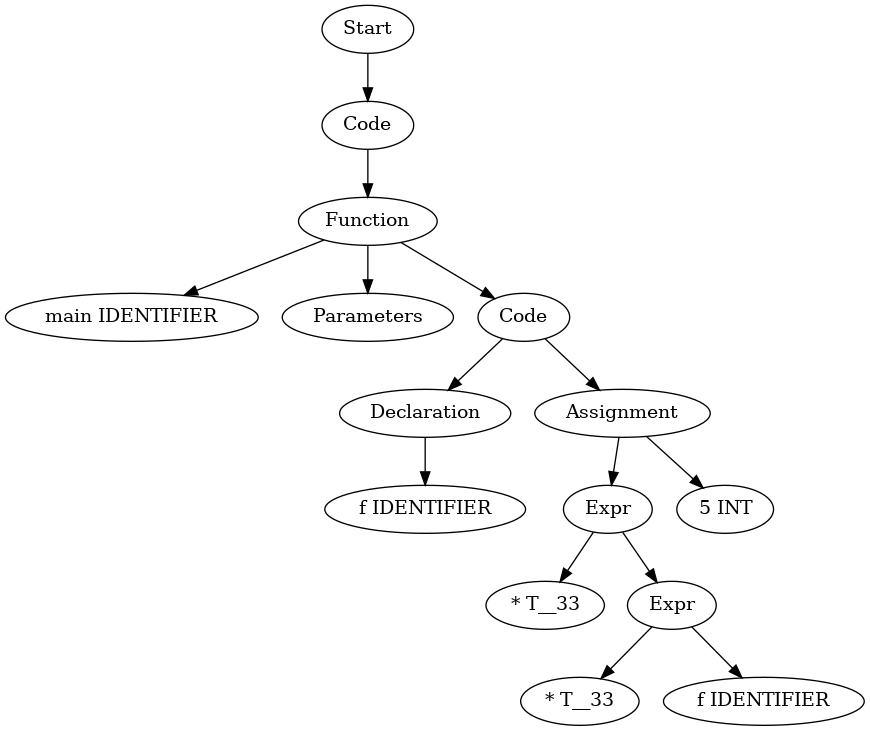 Start
Code
Function
main IDENTIFIER
Parameters
Code
Declaration
Assignment
f IDENTIFIER
Expr
5 INT
* T__33
Expr
* T__33
f IDENTIFIER